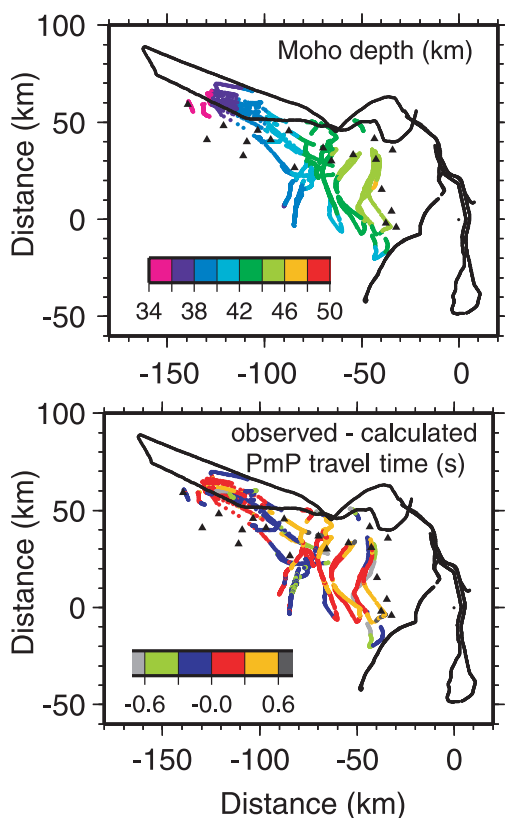 100
Moho depth (km)
50
0
-50
Distance (km)
34 38 42 46 50
-150 -100 -50 0
100
observed - calculated
PmP travel time (s)
50
0
-50
Distance (km)
-0.6 -0.0 0.6
-150 -100 -50 0
Distance (km)